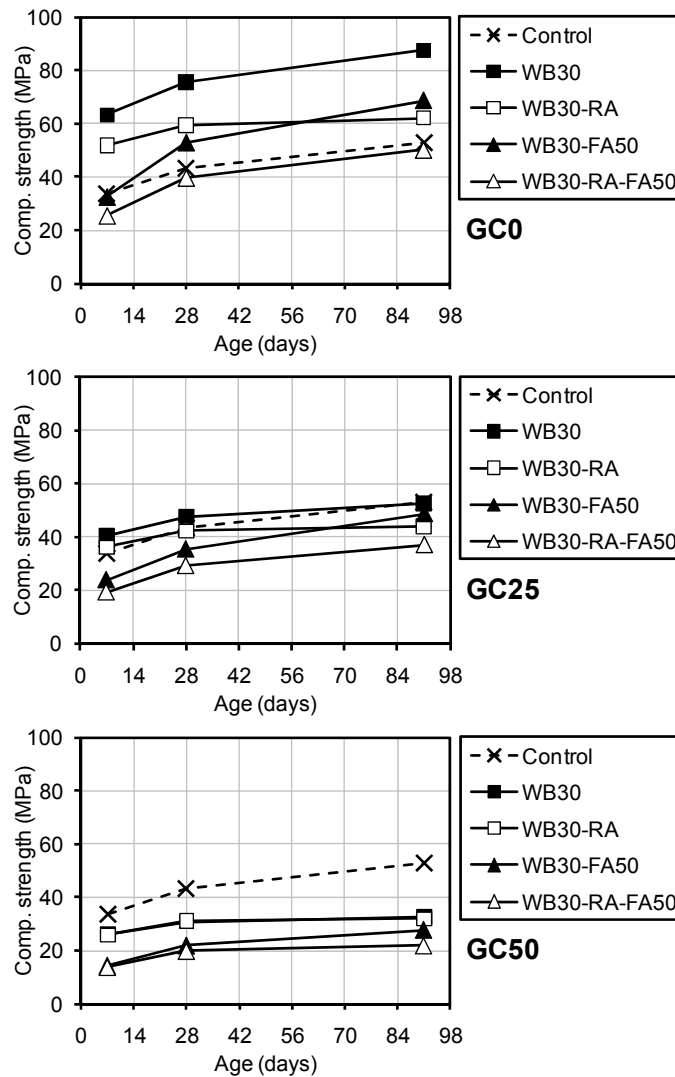 Comp. strength (MPa)
100
80
60
40
20
0
0 14 28 42 56 70 84 98
Age (days)
Control
WB30
WB30-RA
WB30-FA50
WB30-RA-FA50
GC0
Comp. strength (MPa)
100
80
60
40
20
0
0 14 28 42 56 70 84 98
Age (days)
Control
WB30
WB30-RA
WB30-FA50
WB30-RA-FA50
GC25
Comp. strength (MPa)
100
80
60
40
20
0
0 14 28 42 56 70 84 98
Age (days)
Control
WB30
WB30-RA
WB30-FA50
WB30-RA-FA50
GC50